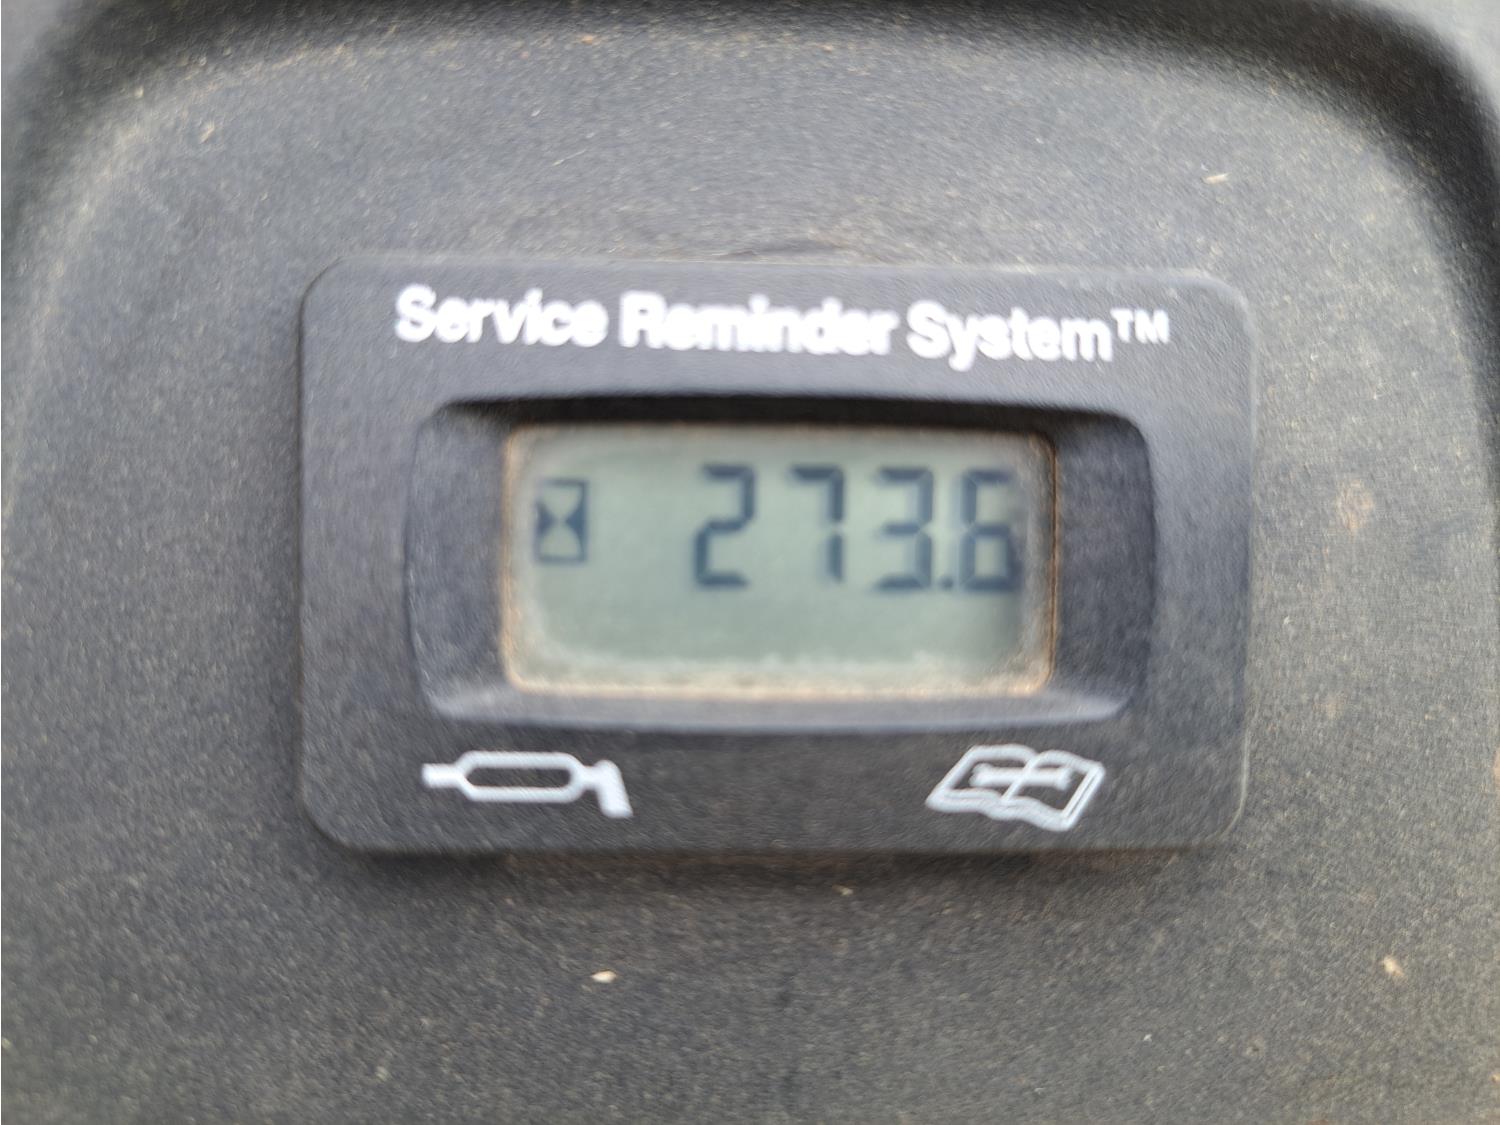 Service Reminder System™
273.6